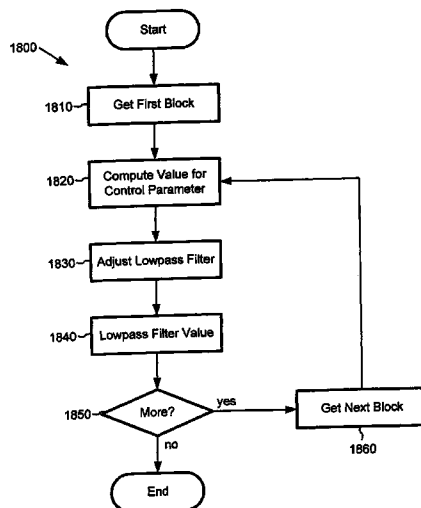 Start
1800
1810
Get First Block
1820
Compute Value for
Control Parameter
1830
Adjust Lowpass Filter
1840
Lowpass Filter Value
1850
More?
yes
Get Next Block
1860
no
End